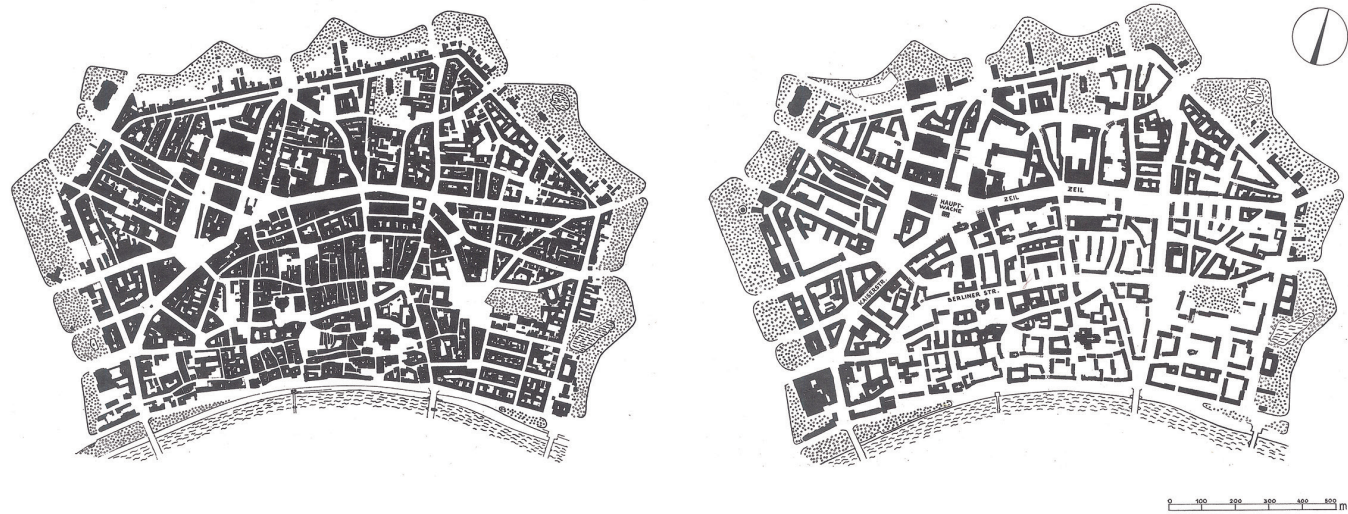 ZEIL
ZEIL
HAUPT-
WACHE
KAISERSTR.
BERLINER STR.
0 100 200 300 400 500 m